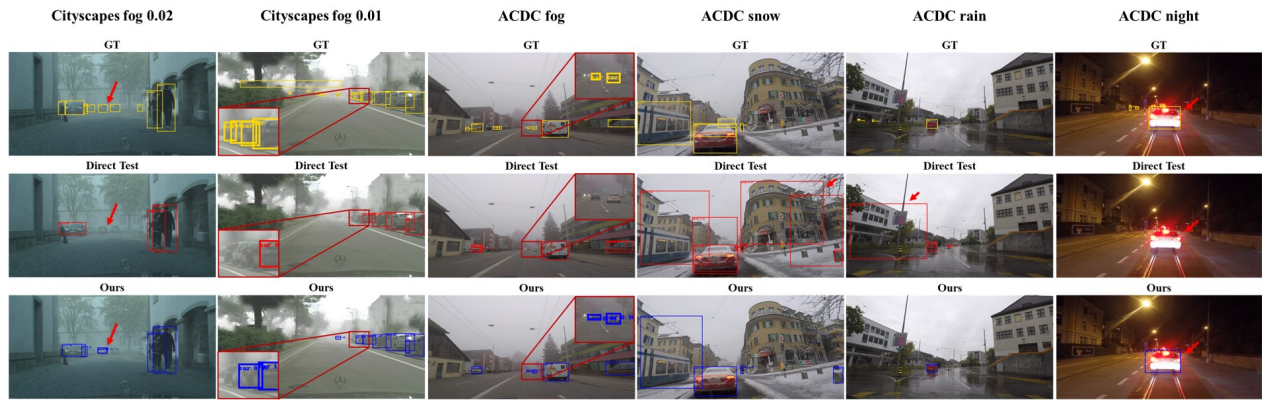 Cityscapes fog 0.02 Cityscapes fog 0.01 ACDC fog ACDC snow ACDC rain ACDC night
GT GT GT GT GT GT
Direct Test Direct Test Direct Test Direct Test Direct Test Direct Test
Ours Ours Ours Ours Ours Ours